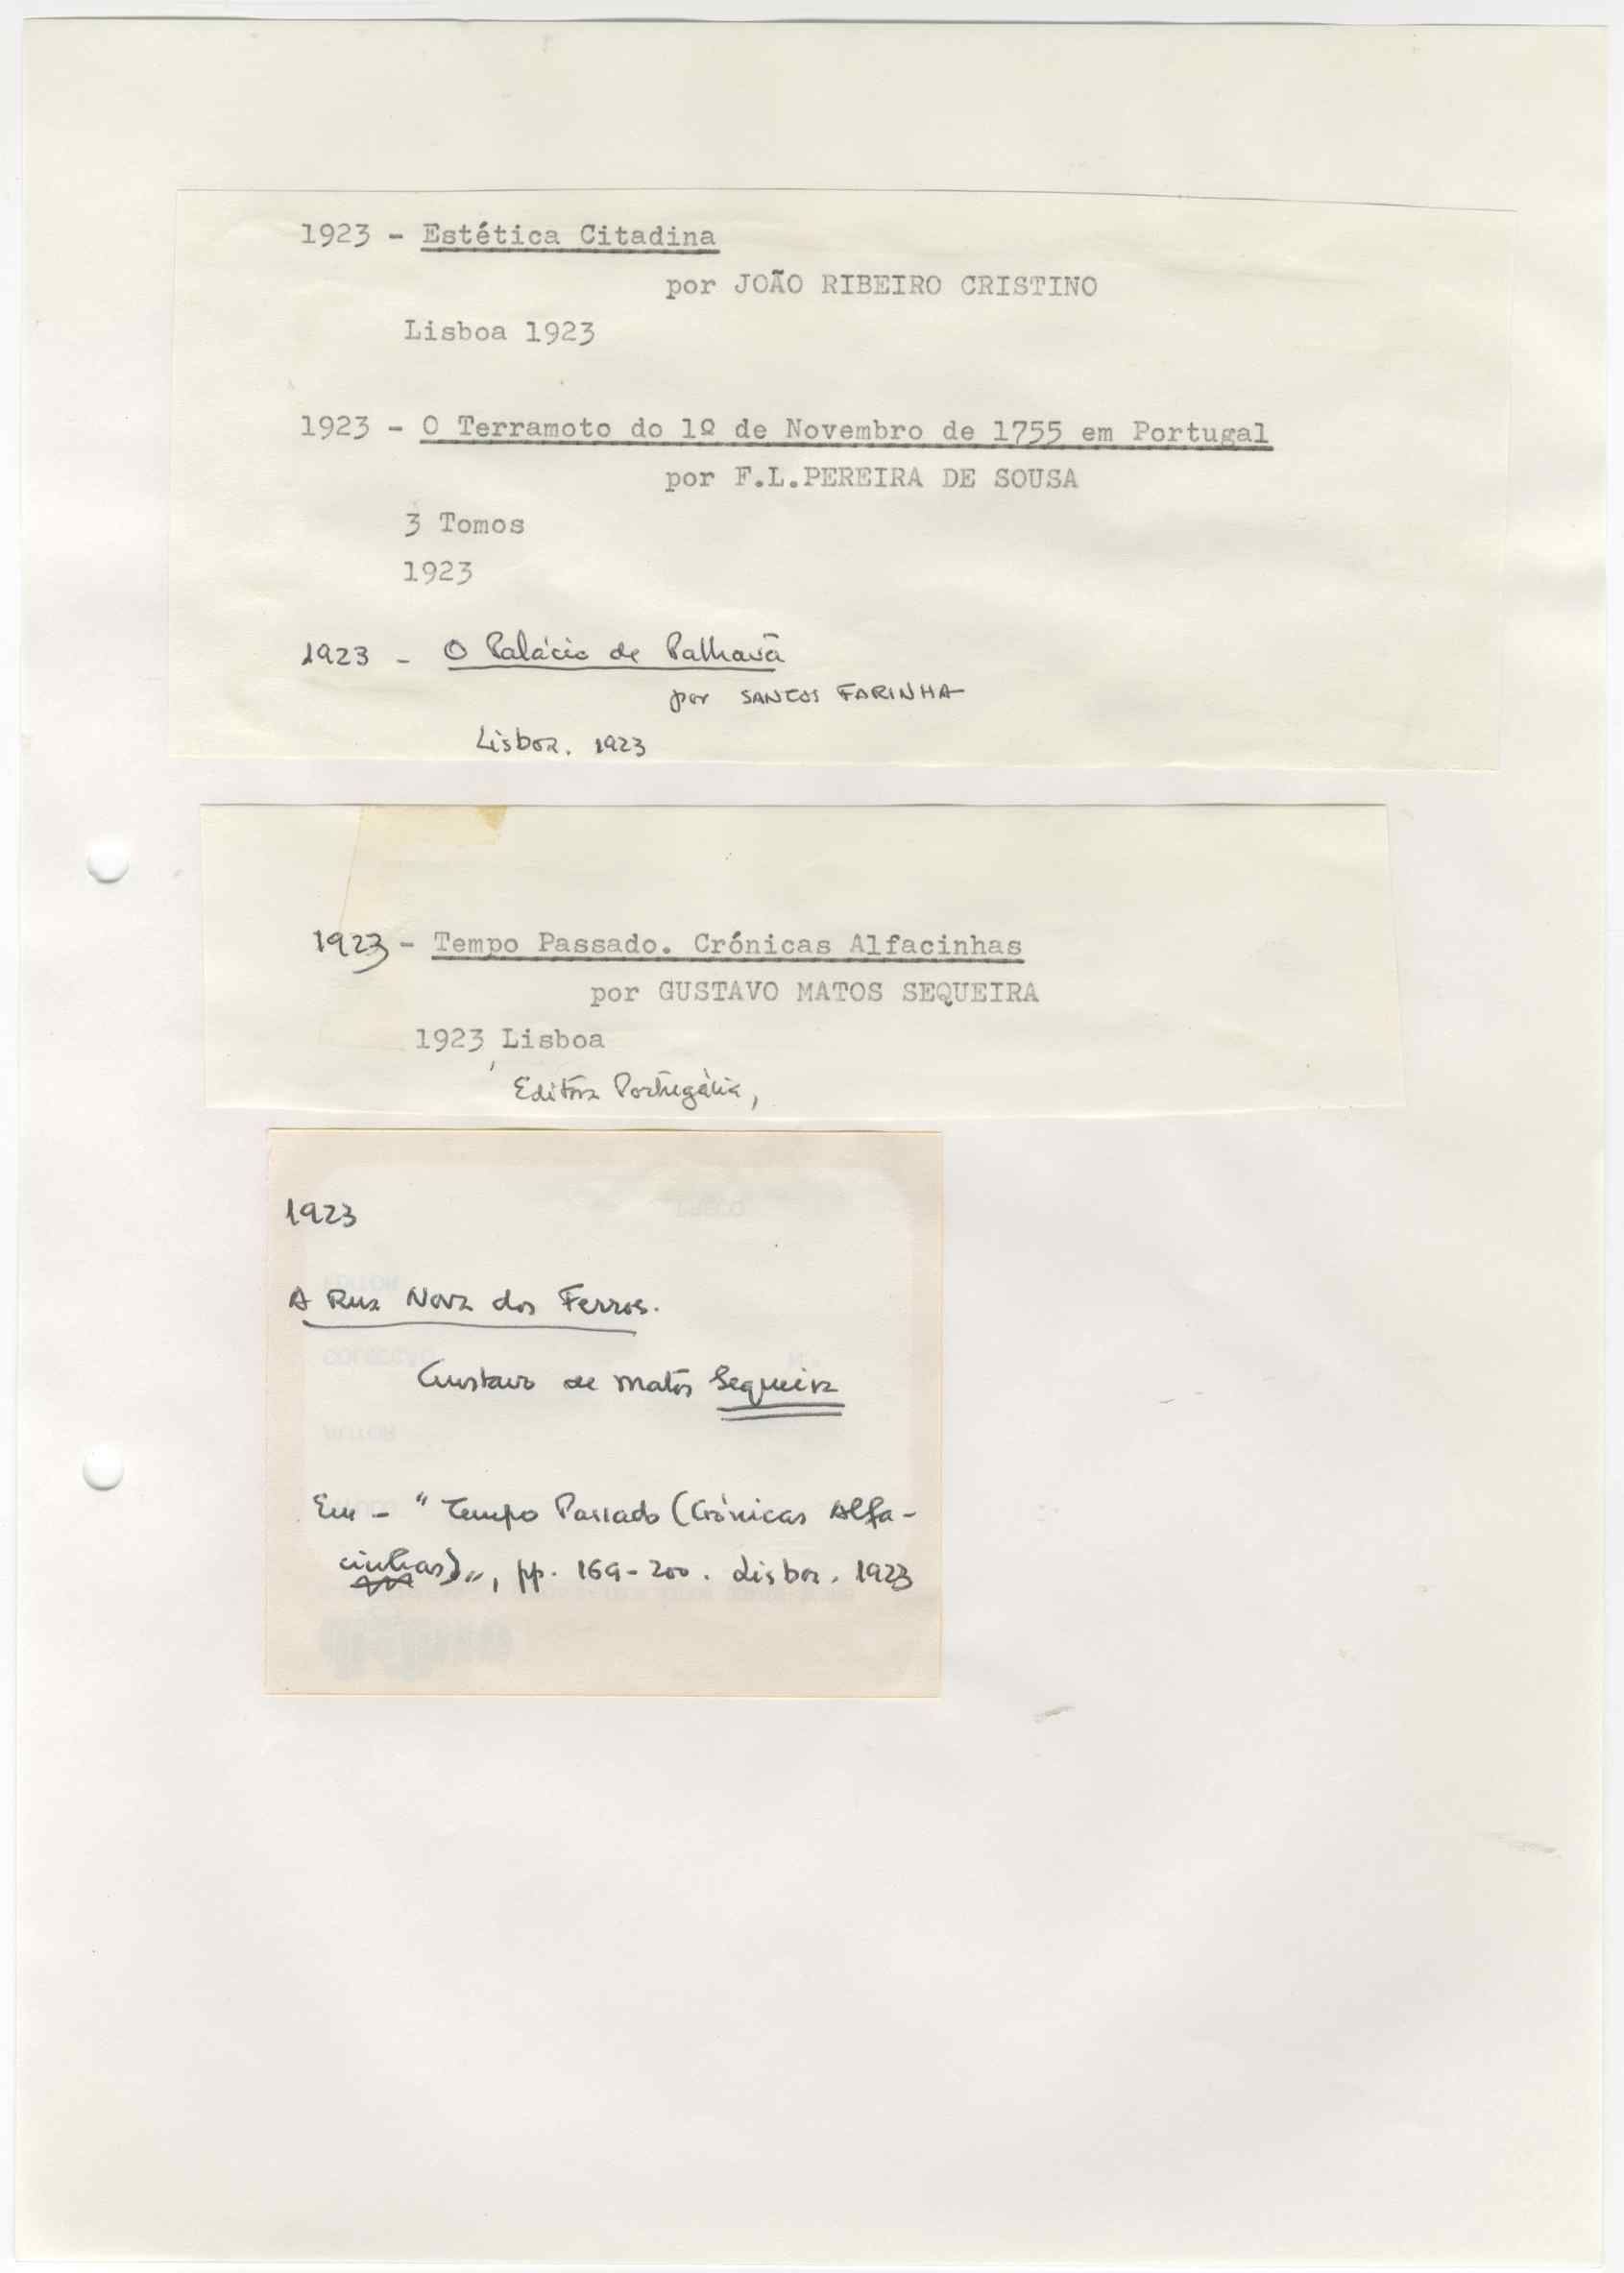 1923 - Estética Citadina
por JOÃO RIBEIRO CRISTINO
Lisboa 1923
1923 - O Terramoto do 1º de Novembro de 1755 em Portugal
por F.L.PEREIRA DE SOUSA
3 Tomos
1923
1923 - O Palácio de Palhavã
por SANTOS FARINHA
Lisboa. 1923
1923 - Tempo Passado. Crónicas Alfacinhas
por GUSTAVO MATOS SEQUEIRA
1923, Lisboa
Editora Portugália,
1923
A Rua Nova dos Ferros.
Gustavo de Matos Sequeira
Em - "Tempo Passado (Crónicas Alfa-
cinhas)", pp. 169-200. Lisboa. 1923